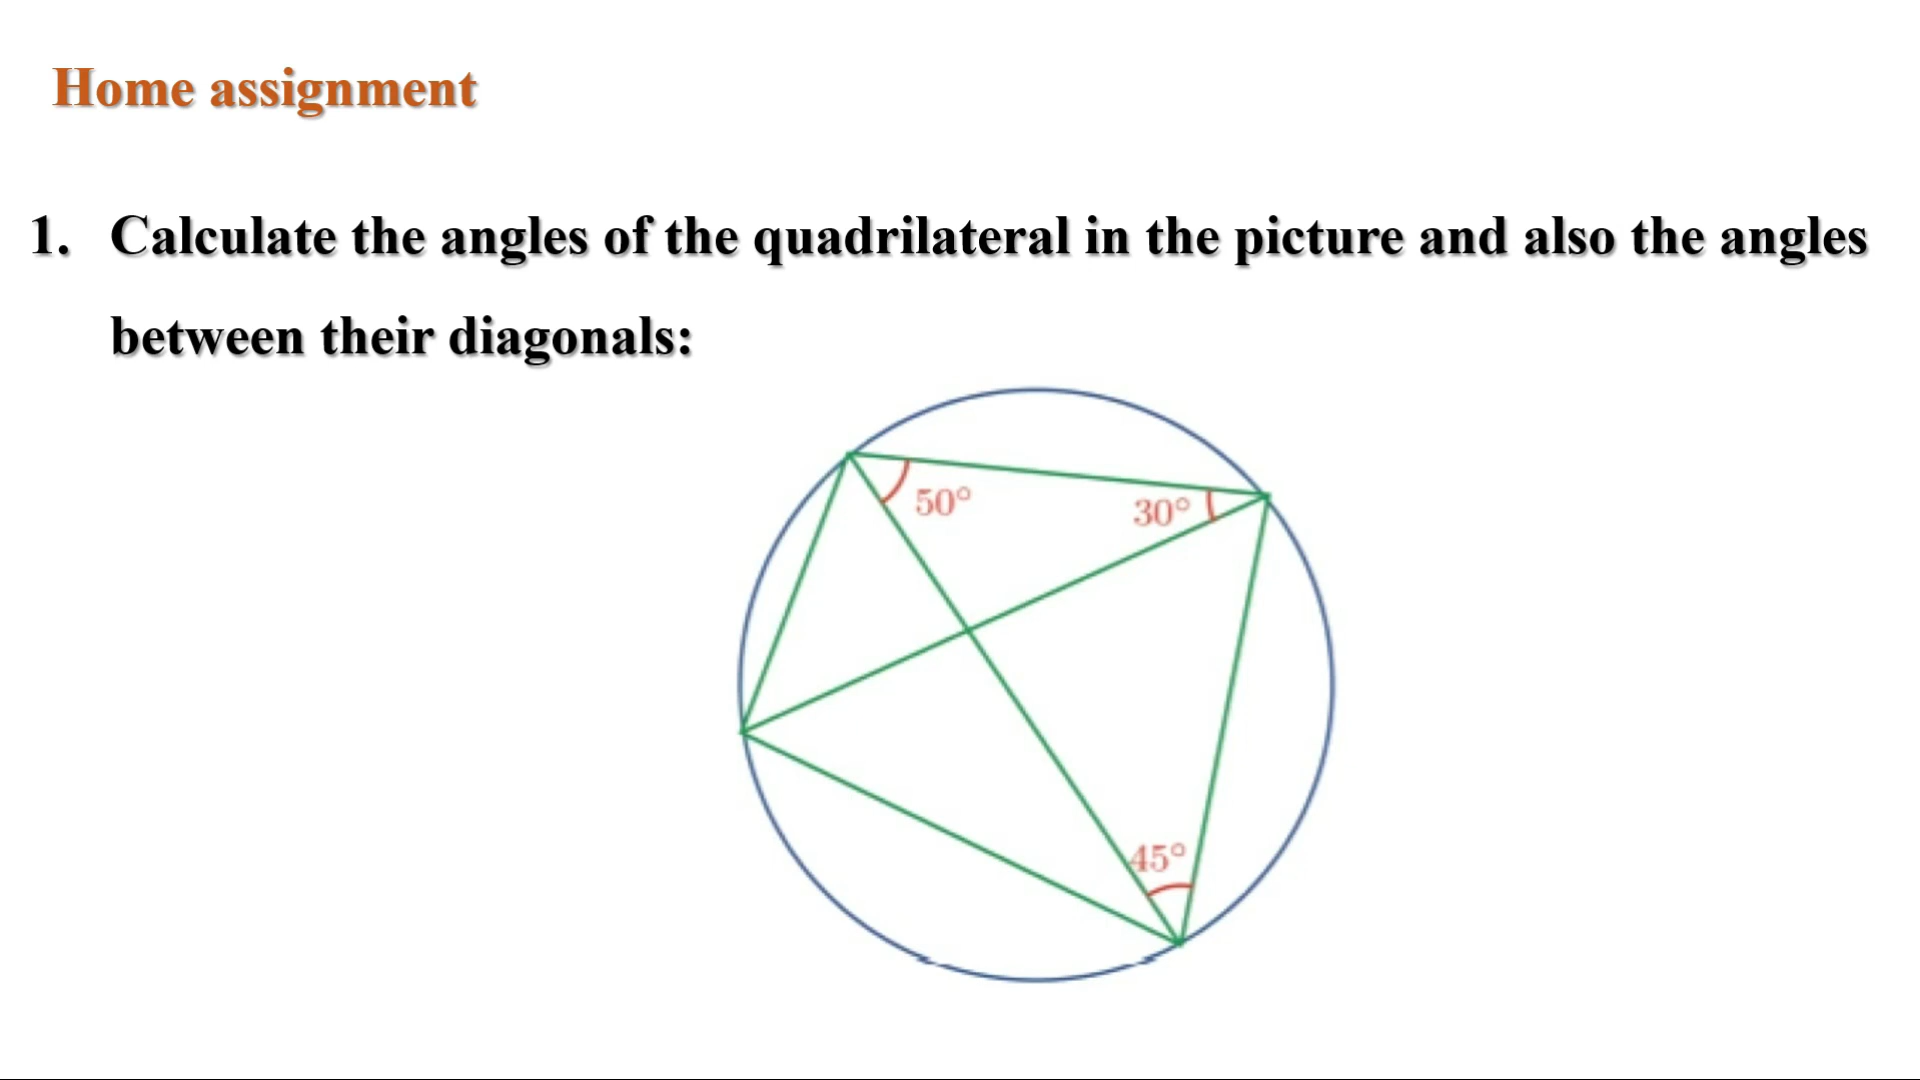 Home assignment
1. Calculate the angles of the quadrilateral in the picture and also the angles
between their diagonals:
50°
30°
45°